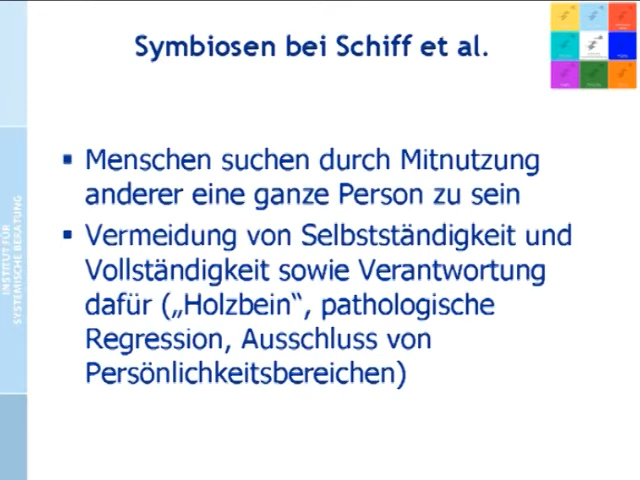 Symbiosen bei Schiff et al.
▪ Menschen suchen durch Mitnutzung
anderer eine ganze Person zu sein
▪ Vermeidung von Selbstständigkeit und
Vollständigkeit sowie Verantwortung
dafür („Holzbein“, pathologische
Regression, Ausschluss von
Persönlichkeitsbereichen)
INSTITUT FÜR
SYSTEMISCHE BERATUNG